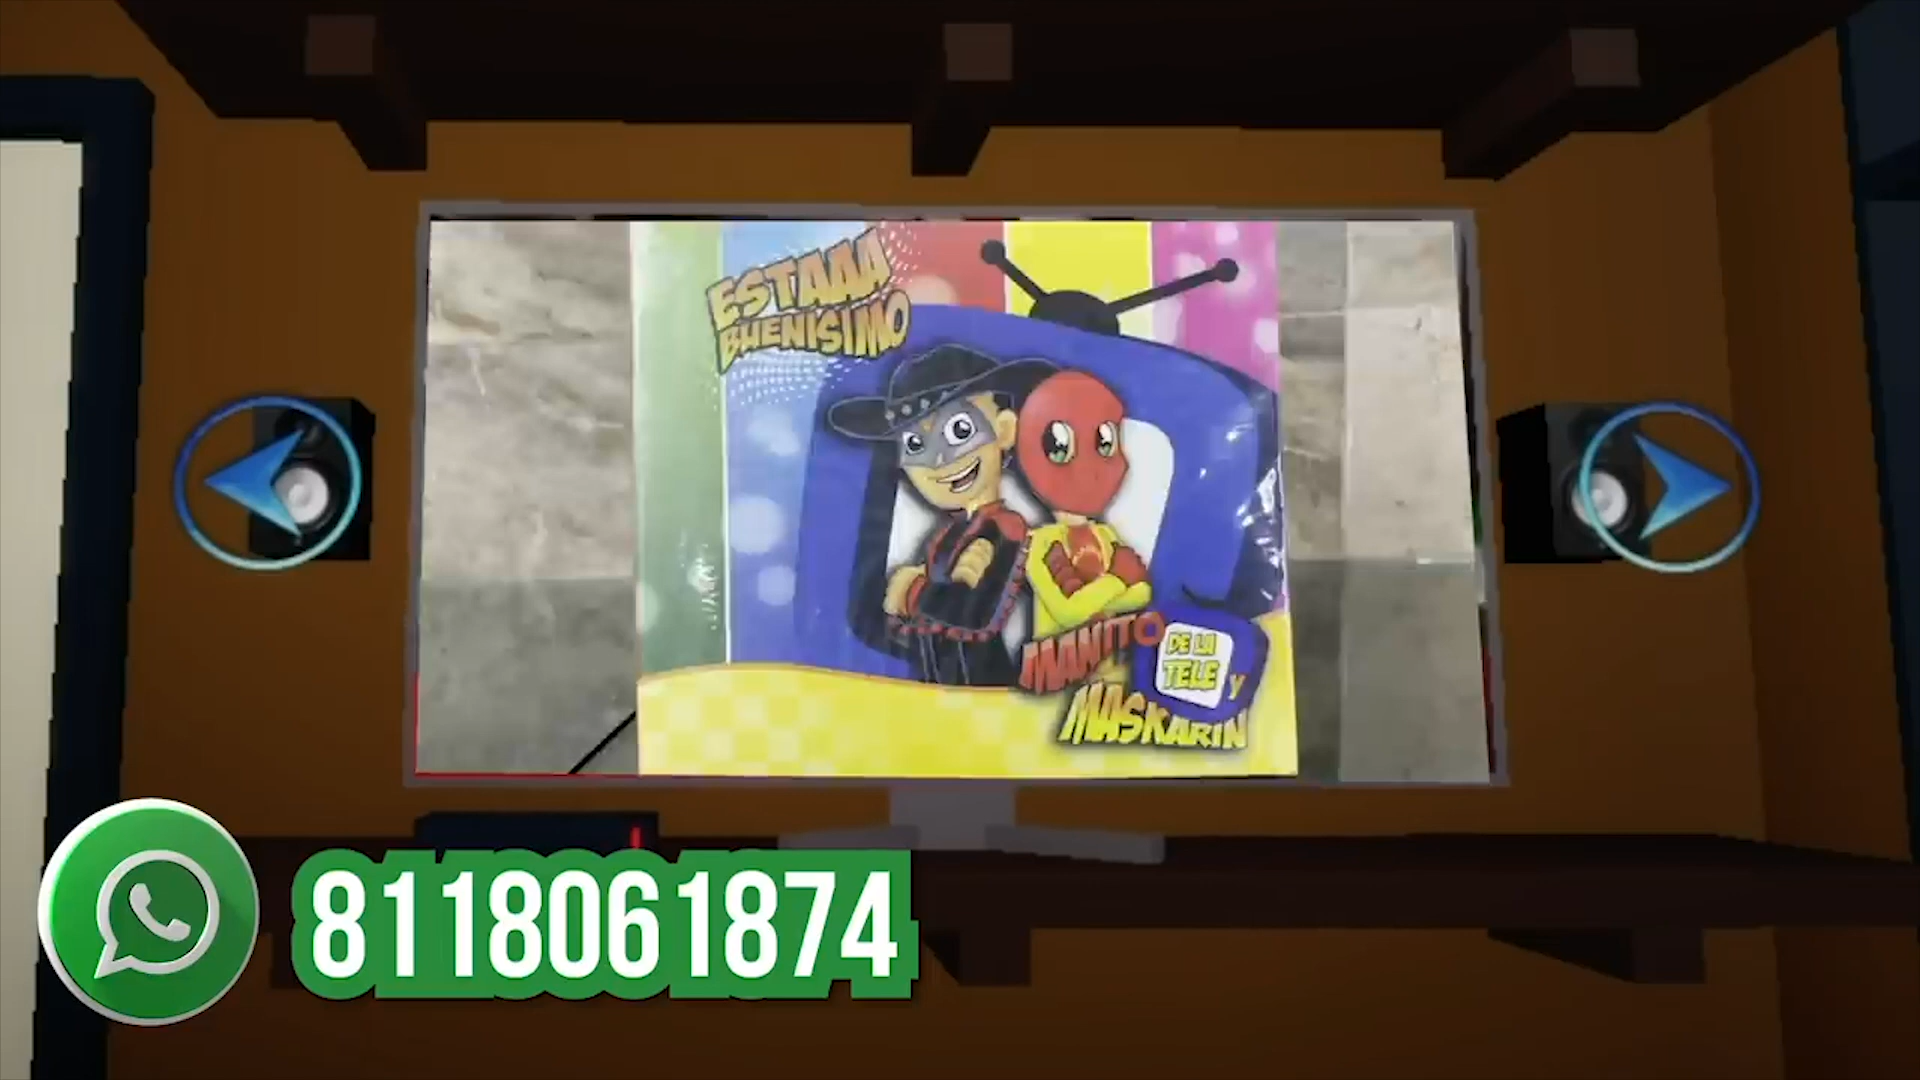 ESTAAA
BUENISIMO
MANITO
DE LA
TELE Y
MASKARIN
8118061874